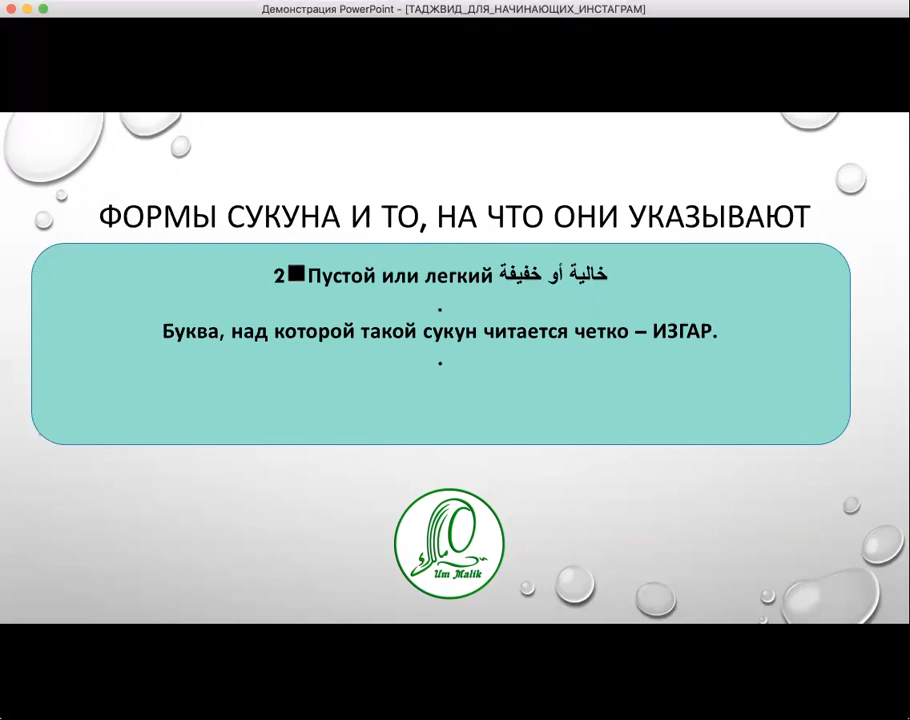 Демонстрация PowerPoint - [ТАДЖВИД_ДЛЯ_НАЧИНАЮЩИХ_ИНСТАГРАМ]
ФОРМЫ СУКУНА И ТО, НА ЧТО ОНИ УКАЗЫВАЮТ
2■Пустой или легкий خالية أو خفيفة
.
Буква, над которой такой сукун читается четко – ИЗГАР.
.
Um Malik